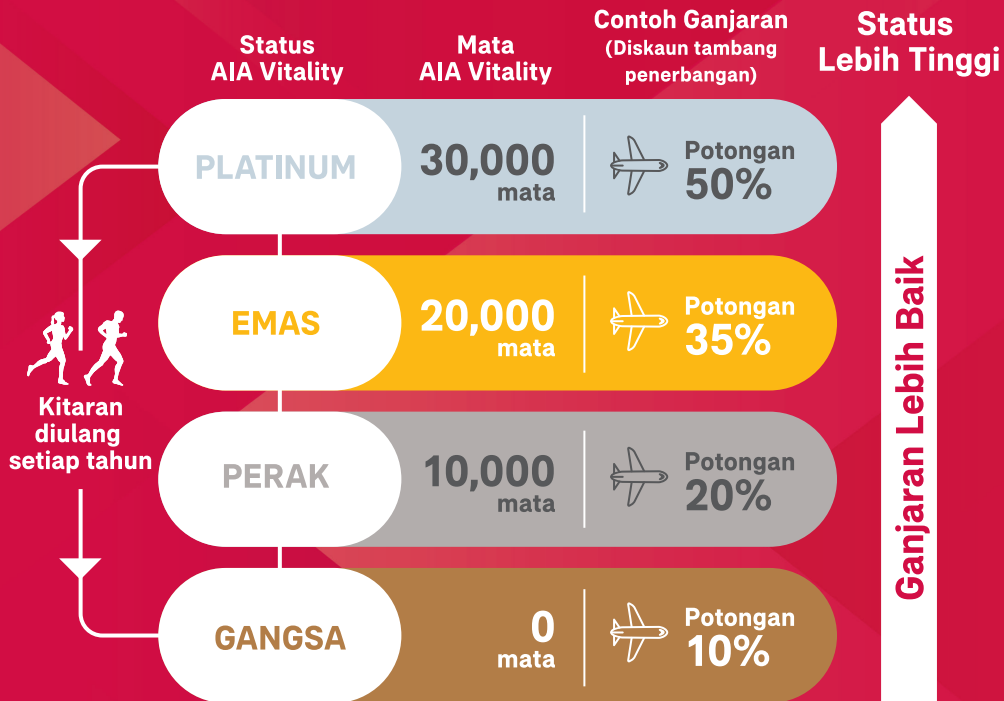 Status
AIA Vitality
Mata
AIA Vitality
Contoh Ganjaran
(Diskaun tambang
penerbangan)
Status
Lebih Tinggi
PLATINUM
30,000
mata
Potongan
50%
EMAS
20,000
mata
Potongan
35%
Kitaran
diulang
setiap tahun
PERAK
10,000
mata
Potongan
20%
GANGSA
0
mata
Potongan
10%
Ganjaran Lebih Baik